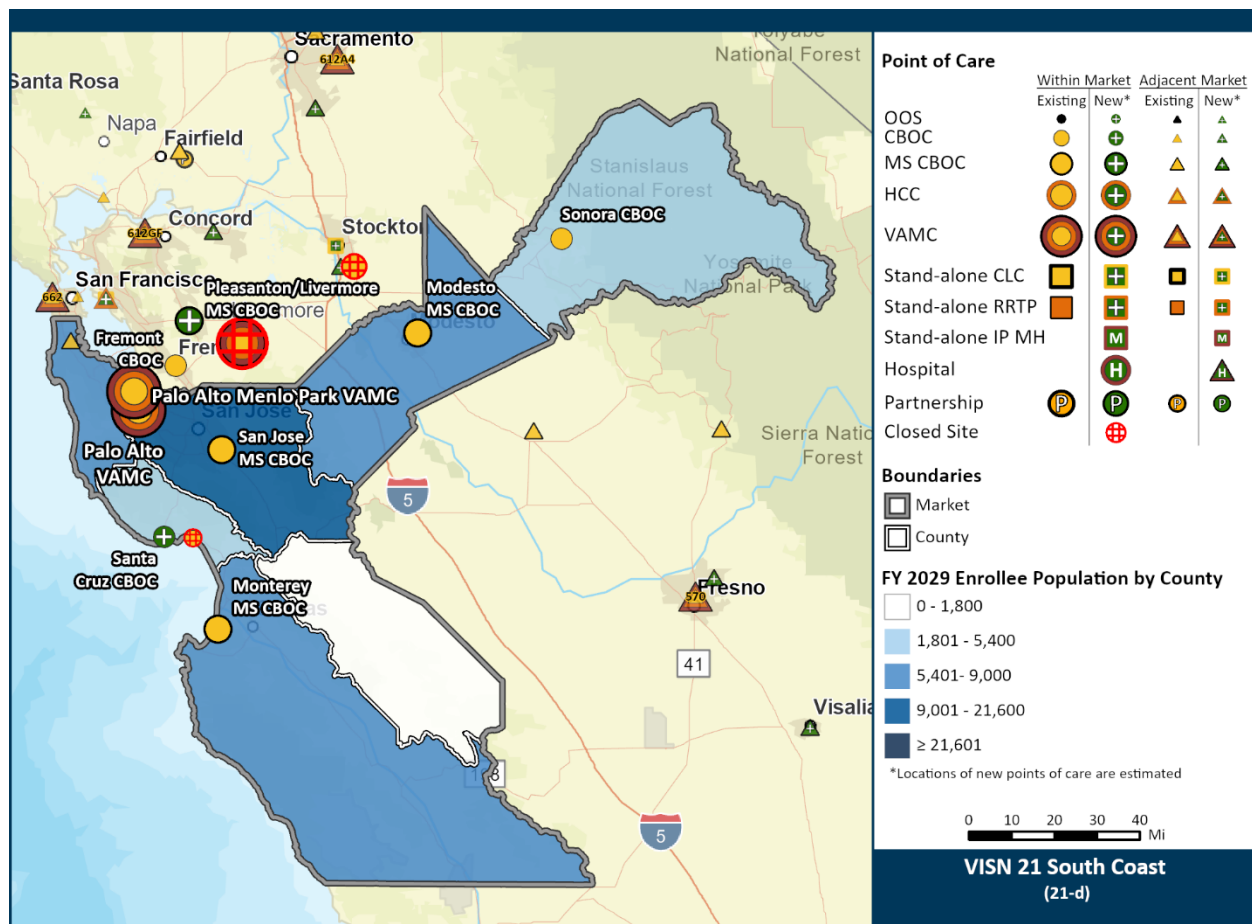 Sacramento
612A4
National Forest
Santa Rosa
Napa
Fairfield
Stanislaus
National Forest
Sonora CBOC
612GF
Concord
Stockton
San Francisc
662
Pleasanton/Livermore
MS CBOC
Modesto
MS CBOC
Yosemite
National Park
Fremont
CBOC
Palo Alto Menlo Park VAMC
San Jose
San Jose
MS CBOC
Palo Alto
VAMC
Sierra Natio
Forest
5
Santa
Cruz CBOC
Monterey
MS CBOC
570
Fresno
41
Visalia
5
Point of Care
Within Market Adjacent Market
Existing New* Existing New*
OOS
CBOC
MS CBOC
HCC
VAMC
Stand-alone CLC
Stand-alone RRTP
Stand-alone IP MH M M
Hospital H H
Partnership P P P P
Closed Site
Boundaries
Market
County
FY 2029 Enrollee Population by County
0 - 1,800
1,801 - 5,400
5,401- 9,000
9,001 - 21,600
≥ 21,601
*Locations of new points of care are estimated
0 10 20 30 40
Mi
VISN 21 South Coast
(21-d)